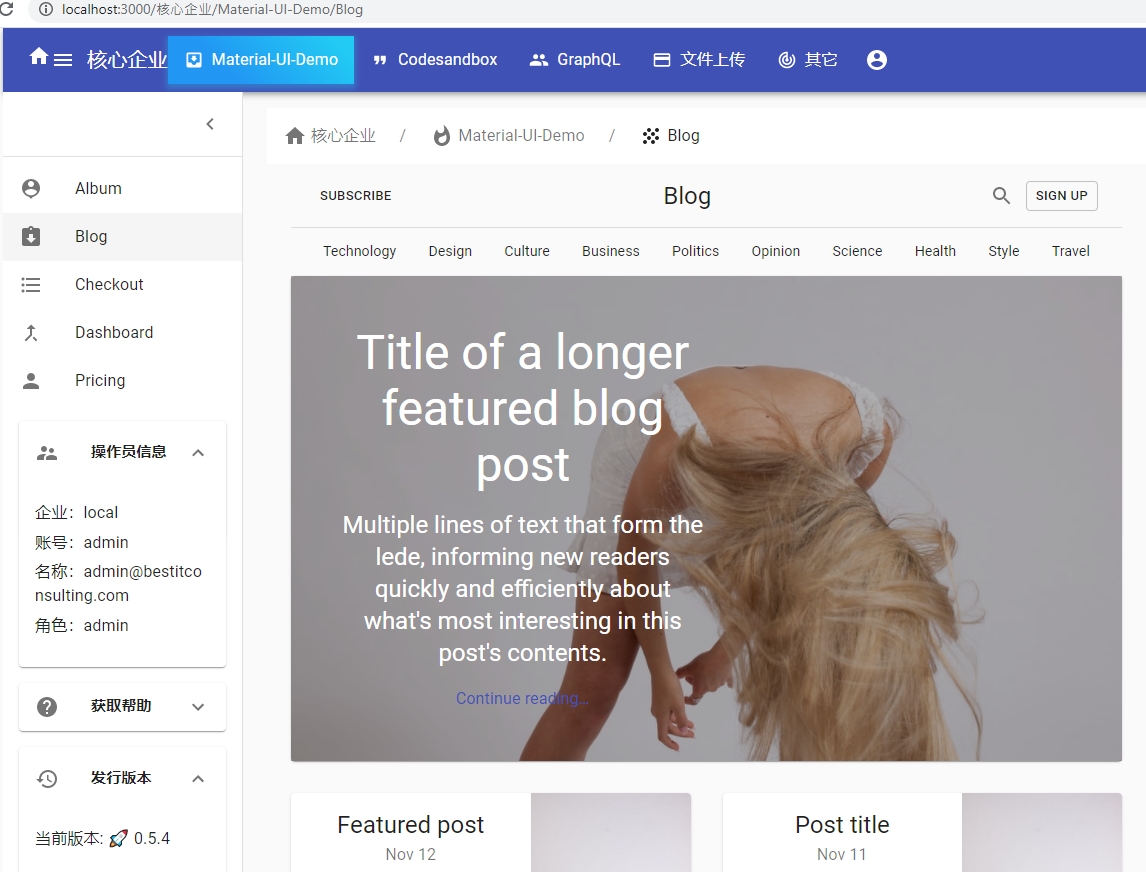 localhost:3000/核心企业/Material-UI-Demo/Blog
核心企业 Material-UI-Demo Codesandbox GraphQL 文件上传 其它
核心企业 / Material-UI-Demo / Blog
Album
Blog
Checkout
Dashboard
Pricing
操作员信息
企业：local
账号：admin
名称：admin@bestitco
nsulting.com
角色：admin
获取帮助
发行版本
当前版本: 🚀 0.5.4
SUBSCRIBE Blog SIGN UP
Technology Design Culture Business Politics Opinion Science Health Style Travel
Title of a longer
featured blog
post
Multiple lines of text that form the
lede, informing new readers
quickly and efficiently about
what's most interesting in this
post's contents.
Continue reading...
Featured post
Nov 12
Post title
Nov 11